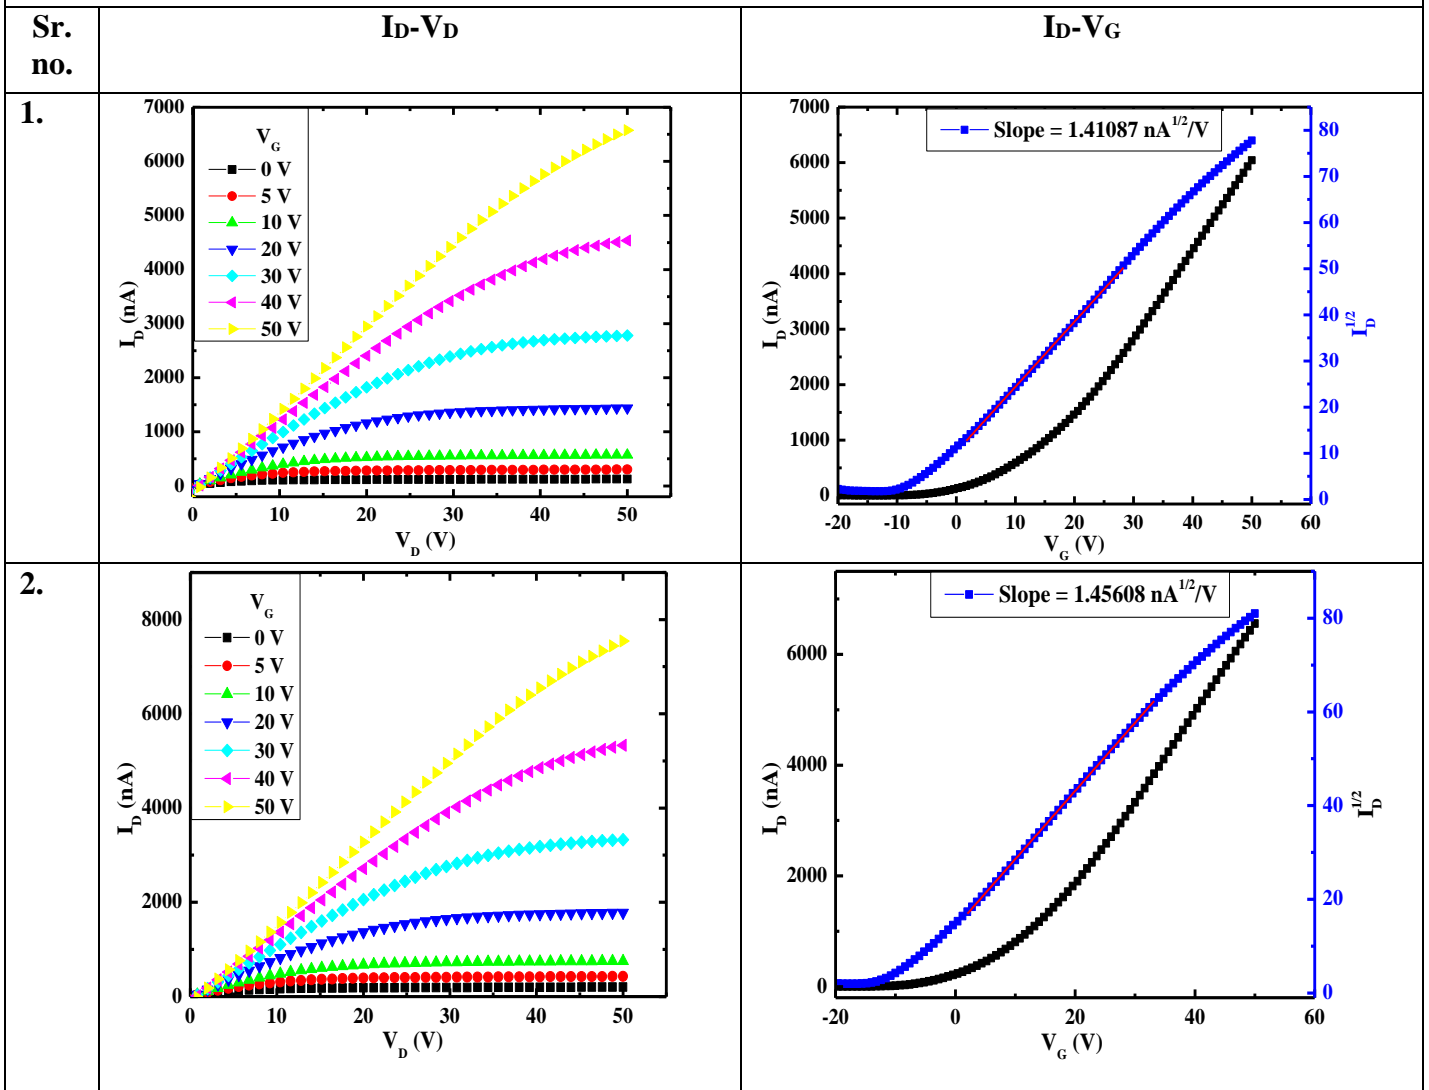 Sr. no.
ID-VD
ID-VG
1.
7000
6000
5000
4000
3000
2000
1000
0
ID (nA)
VG
0 V
5 V
10 V
20 V
30 V
40 V
50 V
0 10 20 30 40 50
VD (V)
7000
6000
5000
4000
3000
2000
1000
0
ID (nA)
Slope = 1.41087 nA1/2/V
80
70
60
50
40
30
20
10
0
ID1/2
-20 -10 0 10 20 30 40 50 60
VG (V)
2.
8000
6000
4000
2000
0
ID (nA)
VG
0 V
5 V
10 V
20 V
30 V
40 V
50 V
0 10 20 30 40 50
VD (V)
6000
4000
2000
0
ID (nA)
Slope = 1.45608 nA1/2/V
80
60
40
20
0
ID1/2
-20 0 20 40 60
VG (V)